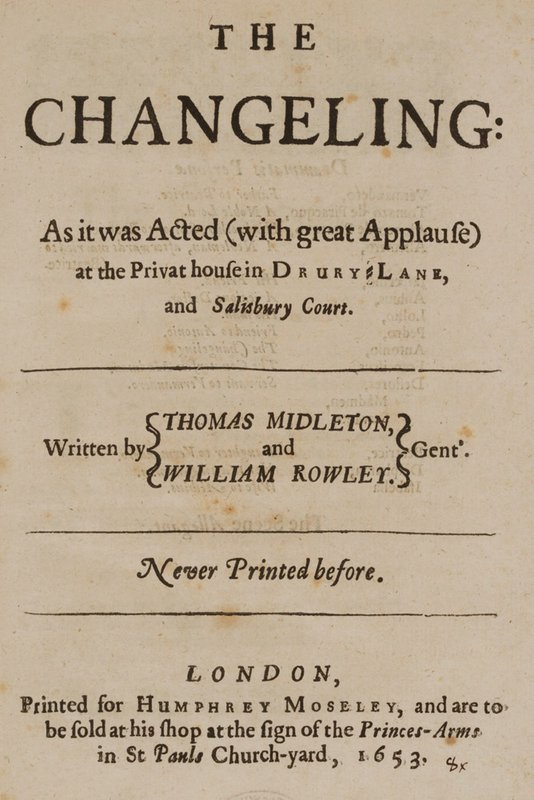 THE
CHANGELING:
As it was Acted (with great Applauſe)
at the Privat houſe in DRURY-LANE,
and Salisbury Court.
Written by { THOMAS MIDLETON, and WILLIAM ROWLEY. } Gentˢ.
Never Printed before.
LONDON,
Printed for HUMPHREY MOSELEY, and are to
be ſold at his ſhop at the ſign of the Princes-Arms
in St Pauls Church-yard, 1653.